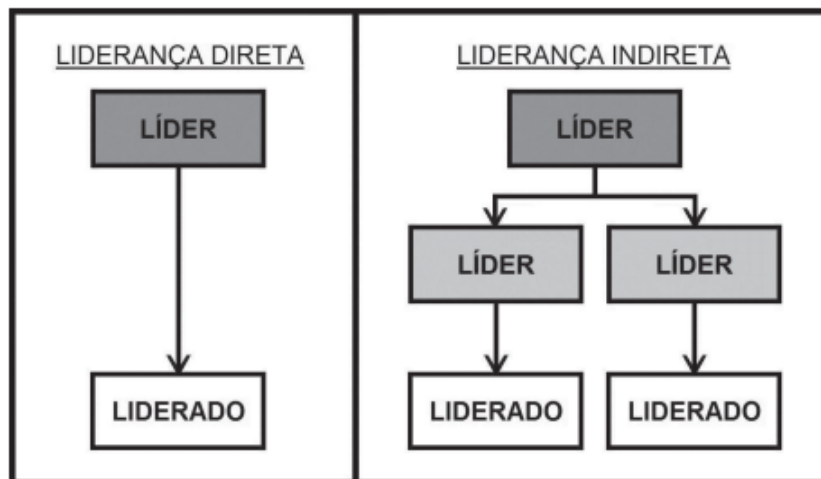 LIDERANÇA DIRETA
LÍDER
LIDERADO
LIDERANÇA INDIRETA
LÍDER
LÍDER
LÍDER
LIDERADO
LIDERADO